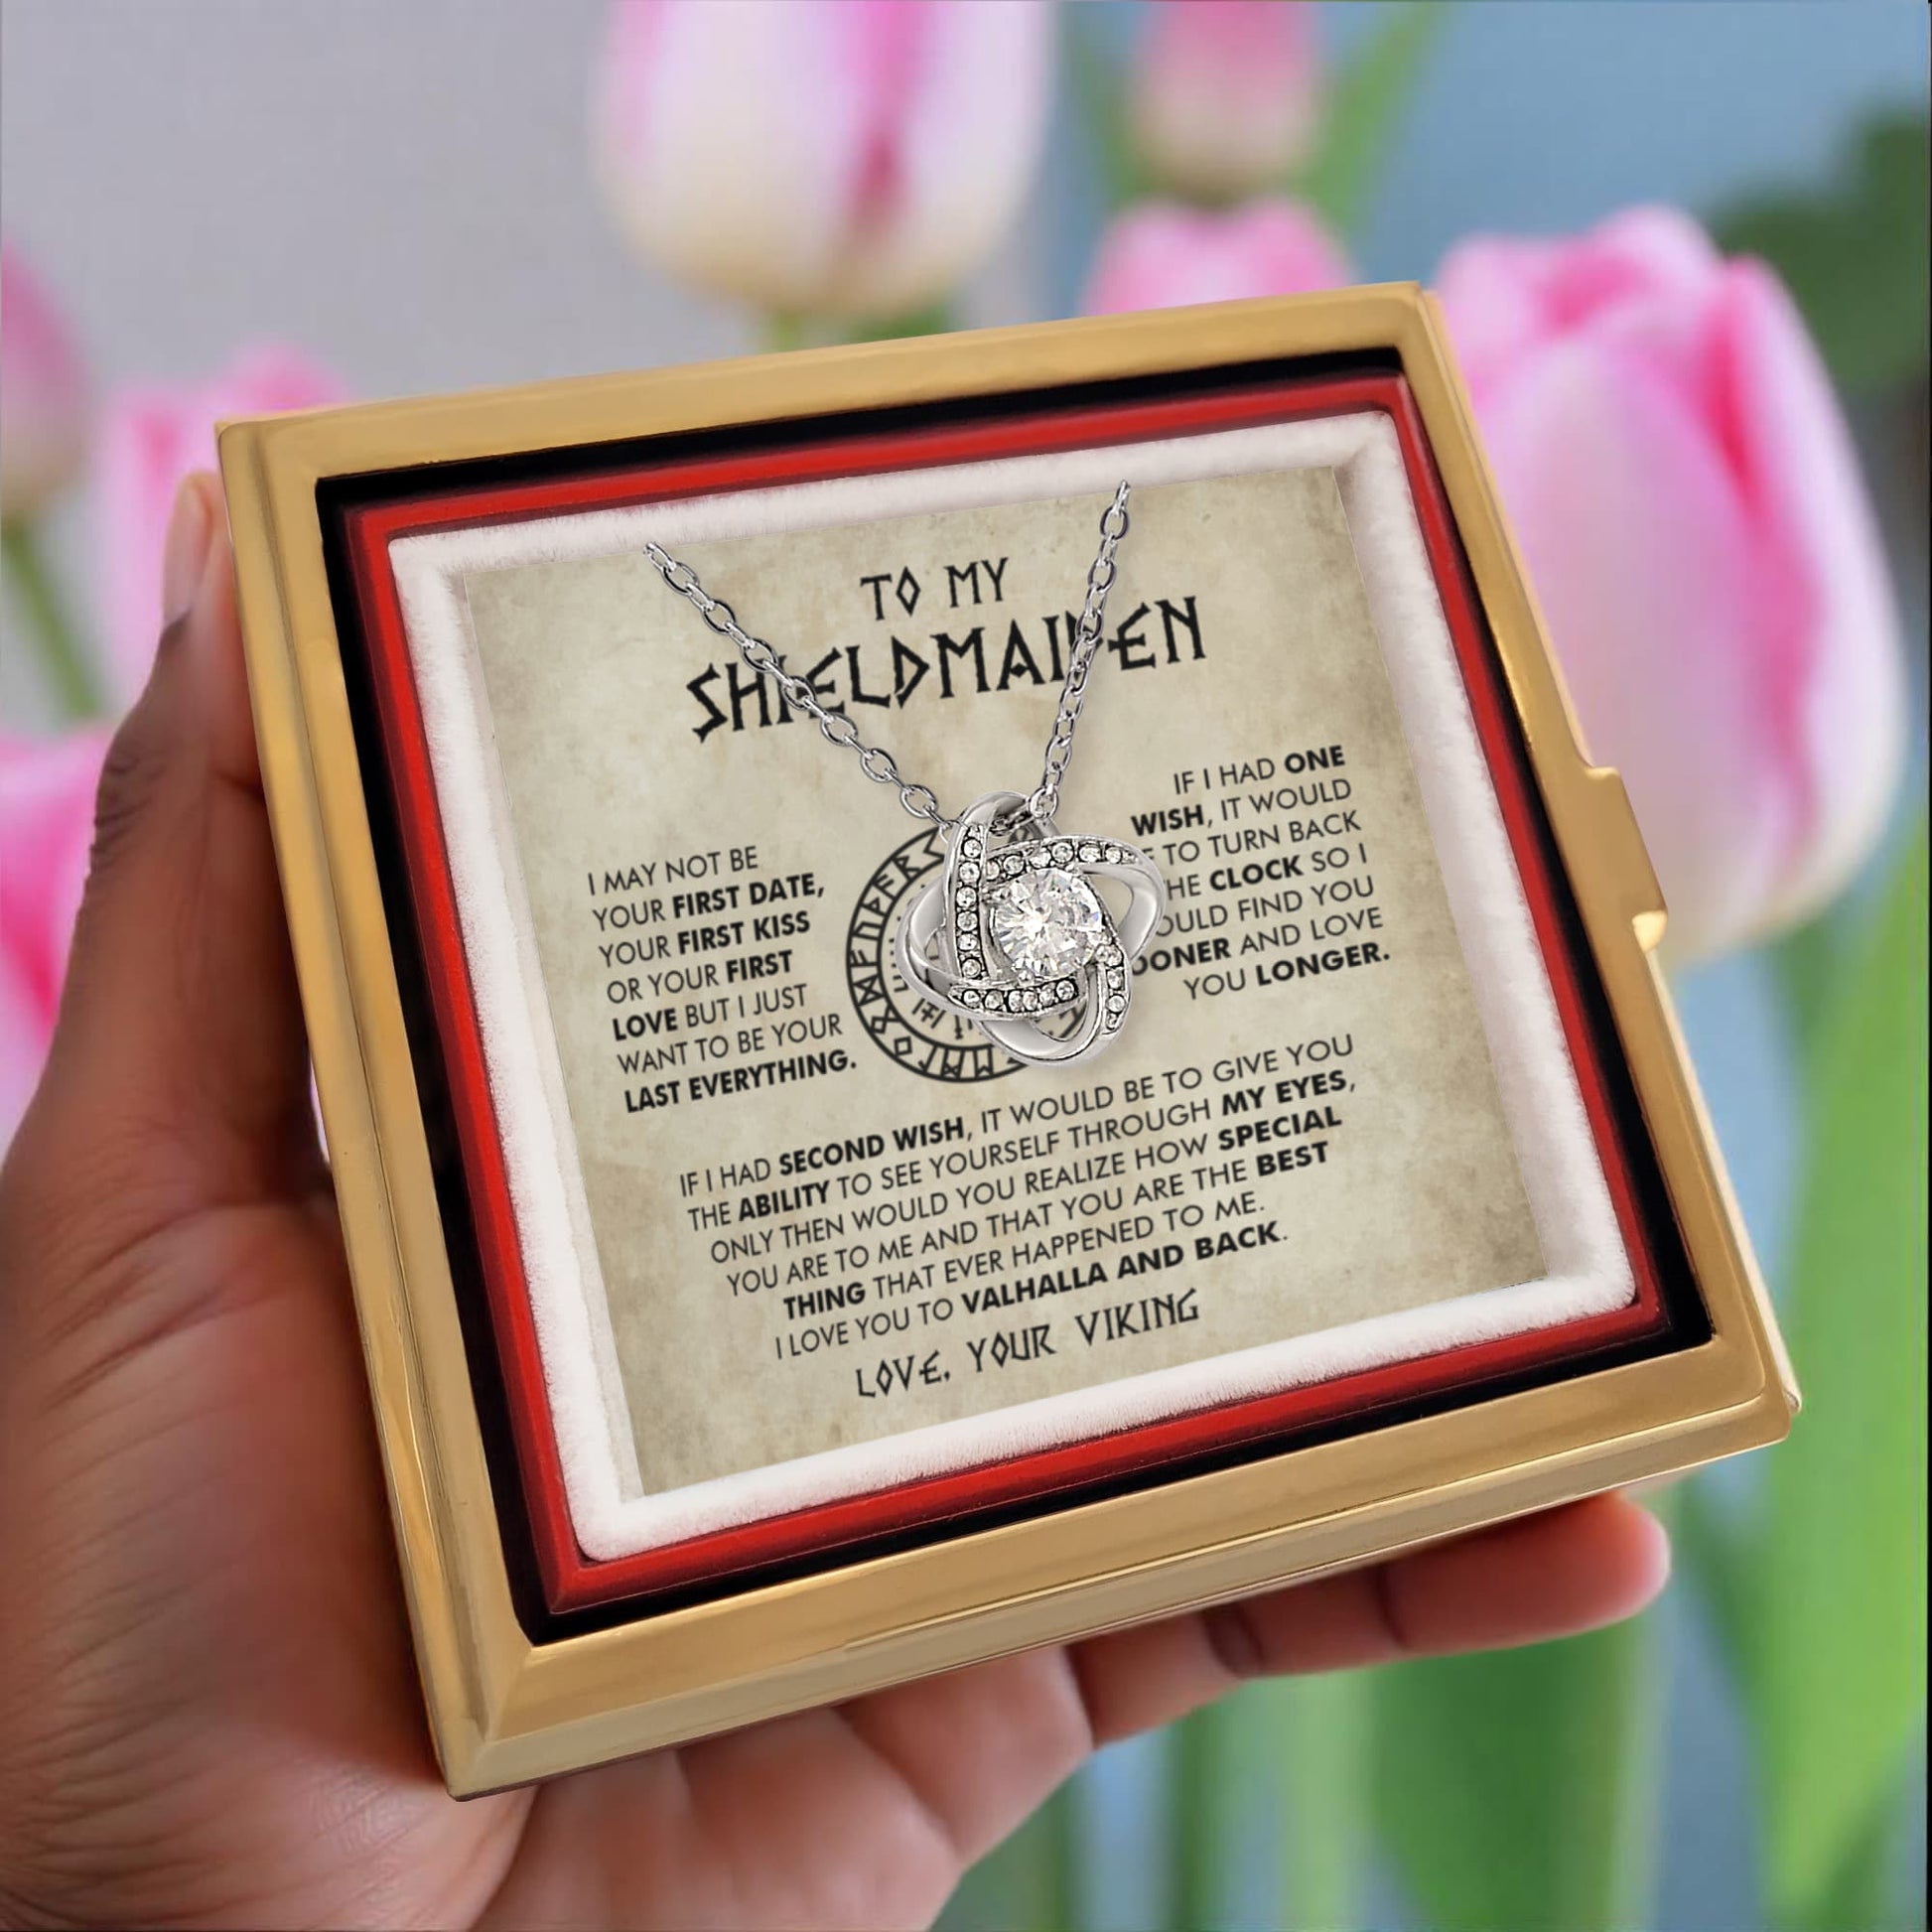 TO MY
SHIELDMAIDEN
I MAY NOT BE
YOUR FIRST DATE,
YOUR FIRST KISS
OR YOUR FIRST
LOVE BUT I JUST
WANT TO BE YOUR
LAST EVERYTHING.
IF I HAD ONE
WISH, IT WOULD
TO TURN BACK
CLOCK SO I
FIND YOU
AND LOVE
YOU LONGER.
IF I HAD SECOND WISH, IT WOULD BE TO GIVE YOU
THE ABILITY TO SEE YOURSELF THROUGH MY EYES,
ONLY THEN WOULD YOU REALIZE HOW SPECIAL
YOU ARE TO ME AND THAT YOU ARE THE BEST
THING THAT EVER HAPPENED TO ME.
I LOVE YOU TO VALHALLA AND BACK.
LOVE, YOUR VIKING